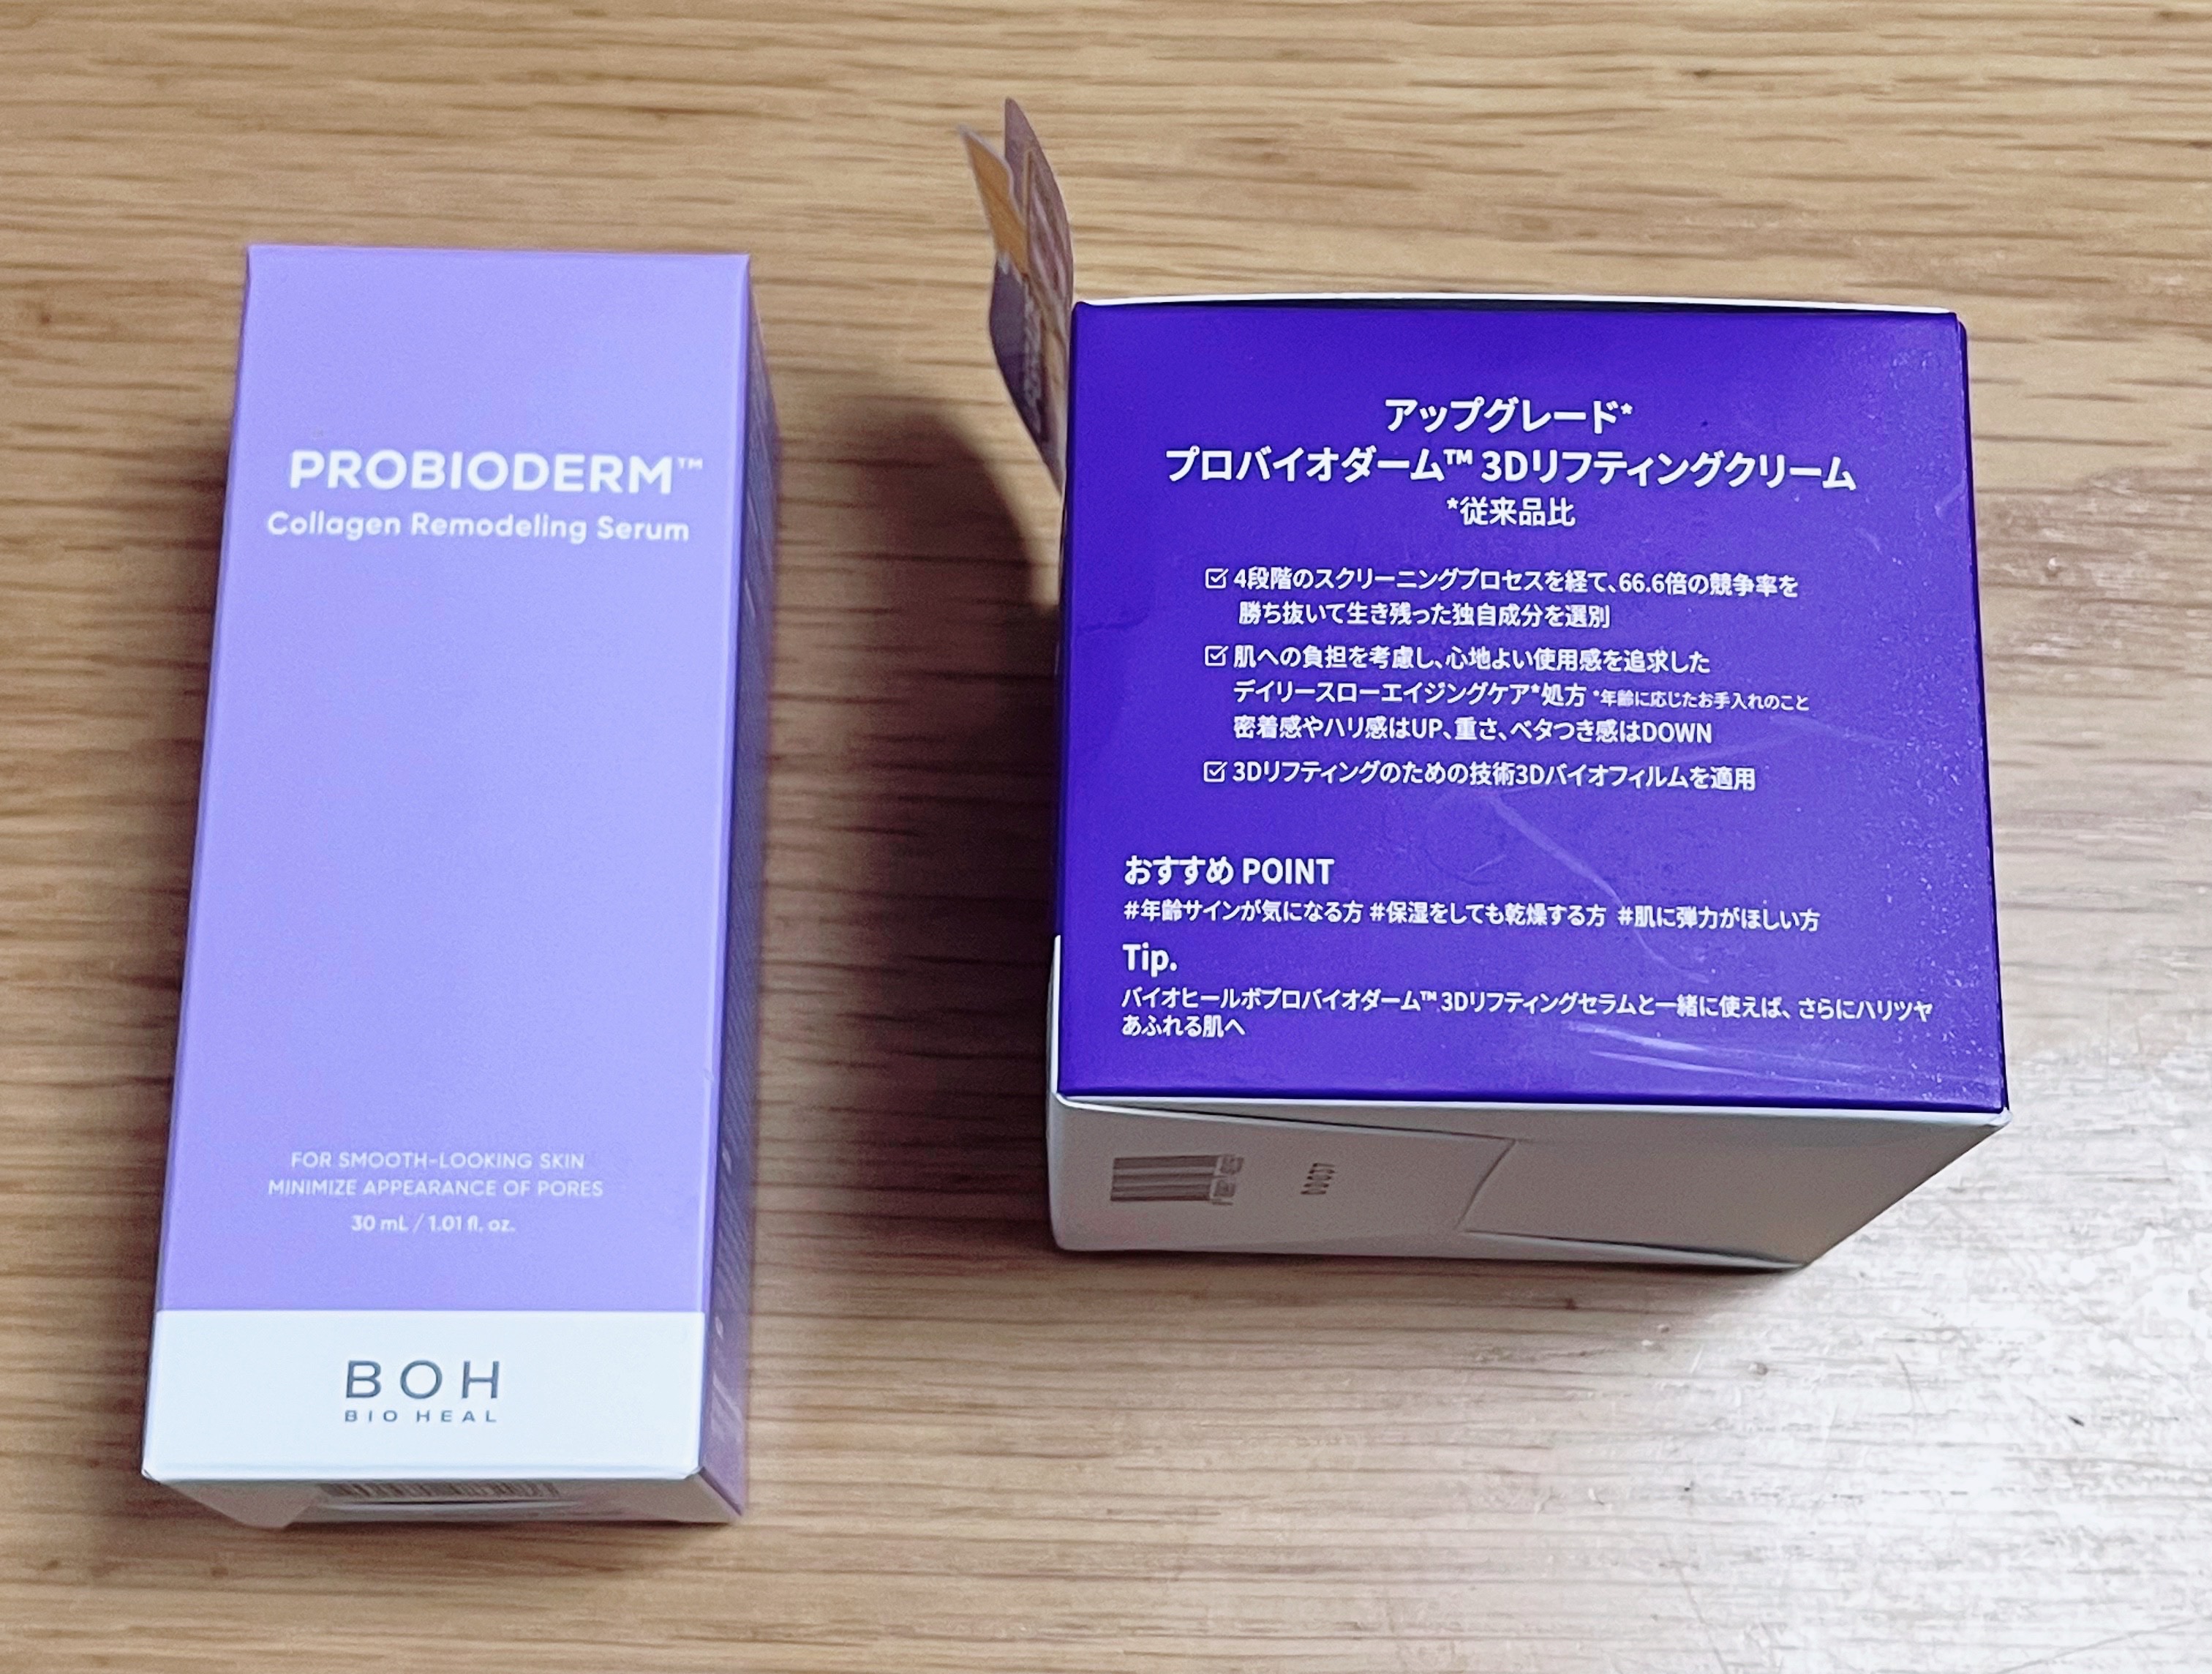 PROBIODERM™
Collagen Remodeling Serum
FOR SMOOTH-LOOKING SKIN
MINIMIZE APPEARANCE OF PORES
30 mL / 1.01 fl. oz.
BOH
BIO HEAL
アップグレード*
プロバイオダーム™ 3Dリフティングクリーム
*従来品比
4段階のスクリーニングプロセスを経て、66.6倍の競争率を
勝ち抜いて生き残った独自成分を選別
肌への負担を考慮し、心地よい使用感を追求した
デイリースローエイジングケア*処方 *年齢に応じたお手入れのこと
密着感やハリ感はUP、重さ、ベタつき感はDOWN
3Dリフティングのための技術3Dバイオフィルムを適用
おすすめ POINT
#年齢サインが気になる方 #保湿をしても乾燥する方 #肌に弾力がほしい方
Tip.
バイオヒールボプロバイオダーム™ 3Dリフティングセラムと一緒に使えば、さらにハリツヤ
あふれる肌へ